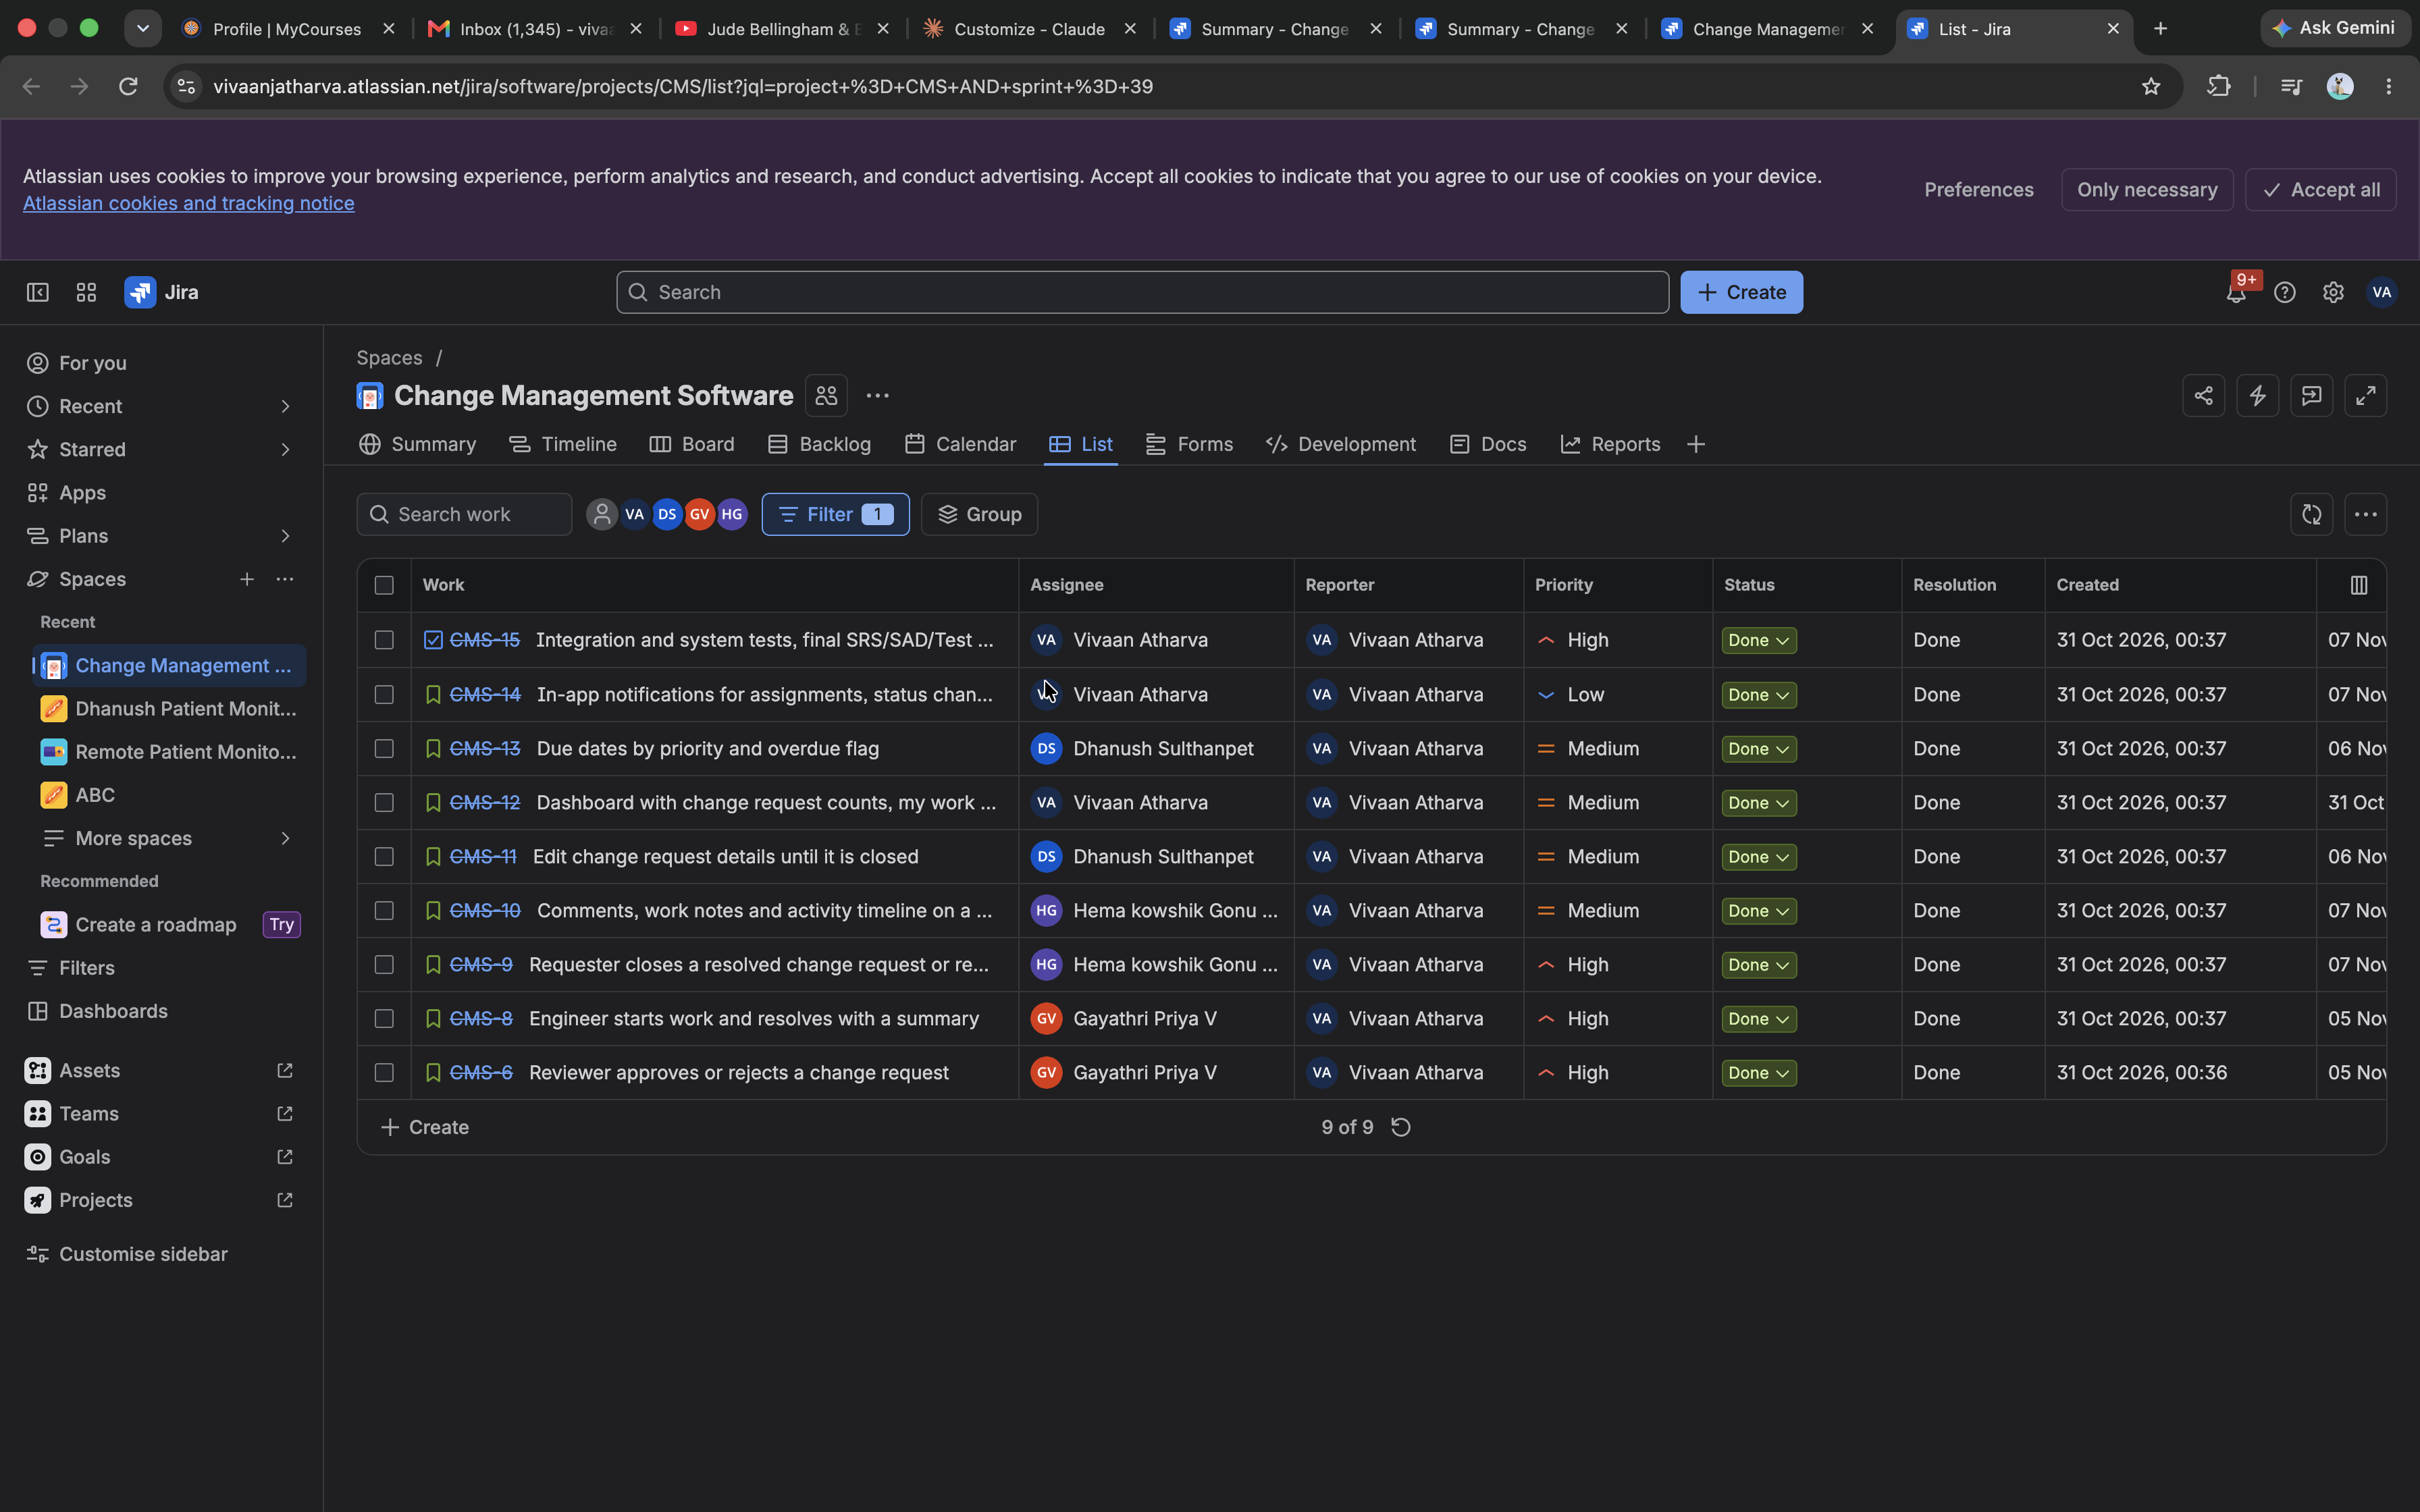 Profile | MyCourses
Inbox (1,345) - vivaa
Jude Bellingham & E
Customize - Claude
Summary - Change
Summary - Change
Change Managemen
List - Jira
Ask Gemini
vivaanjatharva.atlassian.net/jira/software/projects/CMS/list?jql=project+%3D+CMS+AND+sprint+%3D+39
Atlassian uses cookies to improve your browsing experience, perform analytics and research, and conduct advertising. Accept all cookies to indicate that you agree to our use of cookies on your device.
Atlassian cookies and tracking notice
Preferences
Only necessary
Accept all
Jira
Search
Create
9+
VA
For you
Recent
Starred
Apps
Plans
Spaces
Recent
Change Management ...
Dhanush Patient Monit...
Remote Patient Monito...
ABC
More spaces
Recommended
Create a roadmap Try
Filters
Dashboards
Assets
Teams
Goals
Projects
Customise sidebar
Spaces /
Change Management Software
Summary Timeline Board Backlog Calendar List Forms Development Docs Reports
Search work VA DS GV HG Filter 1 Group
Work Assignee Reporter Priority Status Resolution Created
CMS-15 Integration and system tests, final SRS/SAD/Test ... VA Vivaan Atharva VA Vivaan Atharva High Done Done 31 Oct 2026, 00:37 07 Nov
CMS-14 In-app notifications for assignments, status chan... Vivaan Atharva VA Vivaan Atharva Low Done Done 31 Oct 2026, 00:37 07 Nov
CMS-13 Due dates by priority and overdue flag DS Dhanush Sulthanpet VA Vivaan Atharva Medium Done Done 31 Oct 2026, 00:37 06 Nov
CMS-12 Dashboard with change request counts, my work ... VA Vivaan Atharva VA Vivaan Atharva Medium Done Done 31 Oct 2026, 00:37 31 Oct
CMS-11 Edit change request details until it is closed DS Dhanush Sulthanpet VA Vivaan Atharva Medium Done Done 31 Oct 2026, 00:37 06 Nov
CMS-10 Comments, work notes and activity timeline on a ... HG Hema kowshik Gonu ... VA Vivaan Atharva Medium Done Done 31 Oct 2026, 00:37 07 Nov
CMS-9 Requester closes a resolved change request or re... HG Hema kowshik Gonu ... VA Vivaan Atharva High Done Done 31 Oct 2026, 00:37 07 Nov
CMS-8 Engineer starts work and resolves with a summary GV Gayathri Priya V VA Vivaan Atharva High Done Done 31 Oct 2026, 00:37 05 Nov
CMS-6 Reviewer approves or rejects a change request GV Gayathri Priya V VA Vivaan Atharva High Done Done 31 Oct 2026, 00:36 05 Nov
Create
9 of 9